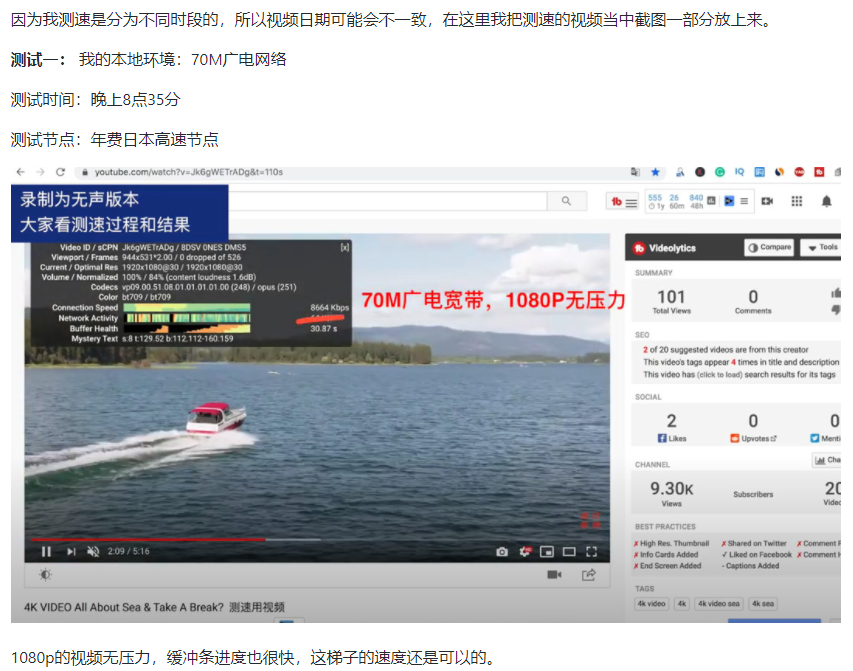 因为我测速是分为不同时段的，所以视频日期可能会不一致，在这里我把测速的视频当中截图一部分放上来。
测试一： 我的本地环境：70M广电网络
测试时间：晚上8点35分
测试节点：年费日本高速节点
youtube.com/watch?v=Jk6gWETrADg&t=110s
录制为无声版本
大家看测速过程和结果
555 26 840
1y 60m 48h
Video ID / sCPN Jk6gWETrADg / 8DSV 0NES DMS5
[x]
Viewport / Frames 944x531*2.00 / 0 dropped of 526
Current / Optimal Res 1920x1080@30 / 1920x1080@30
Volume / Normalized 100% / 84% (content loudness 1.6dB)
Codecs vp09.00.51.08.01.01.01.01.00 (248) / opus (251)
Color bt709 / bt709
Connection Speed 8664 Kbps
Network Activity
Buffer Health 30.87 s
Mystery Text s:8 t:129.52 b:112.112-160.159
70M广电宽带，1080P无压力
Videolytics
Compare
Tools
SUMMARY
101 0
Total Views Comments
SEO
2 of 20 suggested videos are from this creator
This video's tags appear 4 times in title and description
This video has (click to load) search results for its tags
SOCIAL
2 0 0
Likes Upvotes Menti
Cha
CHANNEL
9.30K 20
Views Subscribers Videc
BEST PRACTICES
✗ High Res. Thumbnail ✗ Shared on Twitter ✗ Comment F
✗ Info Cards Added ✓ Liked on Facebook ✗ Comment H
✗ End Screen Added - Captions Added
TAGS
4k video 4k 4k video sea 4k sea
2:09 / 5:16
4K VIDEO All About Sea & Take A Break? 测速用视频
1080p的视频无压力，缓冲条进度也很快，这梯子的速度还是可以的。